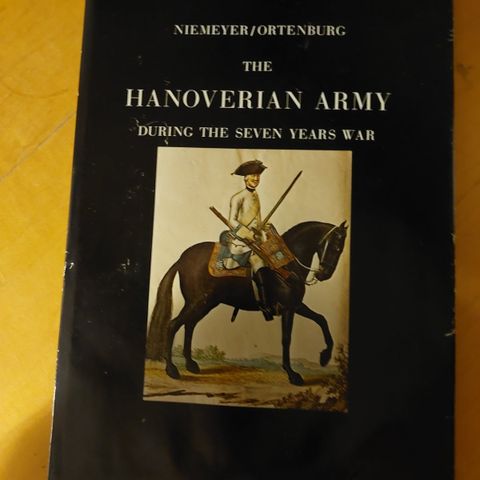 NIEMEYER/ORTENBURG
THE
HANOVERIAN ARMY
DURING THE SEVEN YEARS WAR